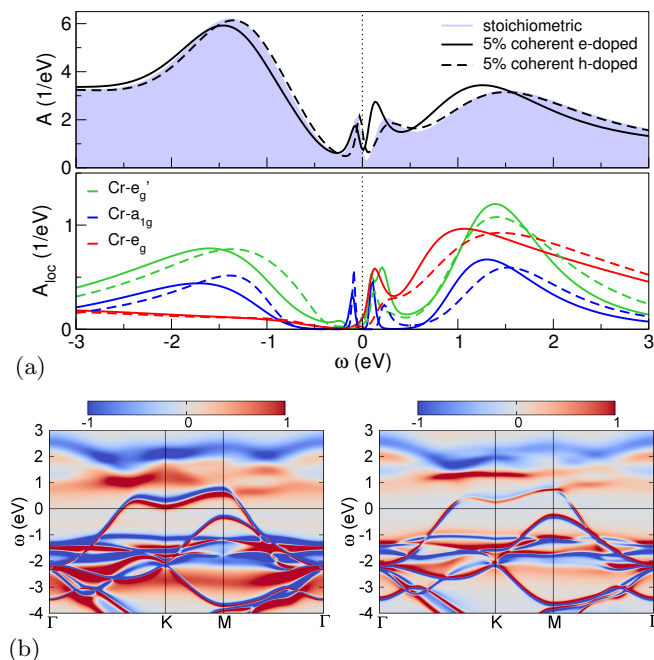 6
4
2
0
A (1/eV)
stoichiometric
5% coherent e-doped
5% coherent h-doped
1
0
A_loc (1/eV)
Cr-e_g'
Cr-a_1g
Cr-e_g
-3 -2 -1 0 1 2 3
ω (eV)
(a)
-1 0 1
3
2
1
0
-1
-2
-3
-4
ω (eV)
Γ K M Γ
-1 0 1
3
2
1
0
-1
-2
-3
-4
ω (eV)
Γ K M Γ
(b)